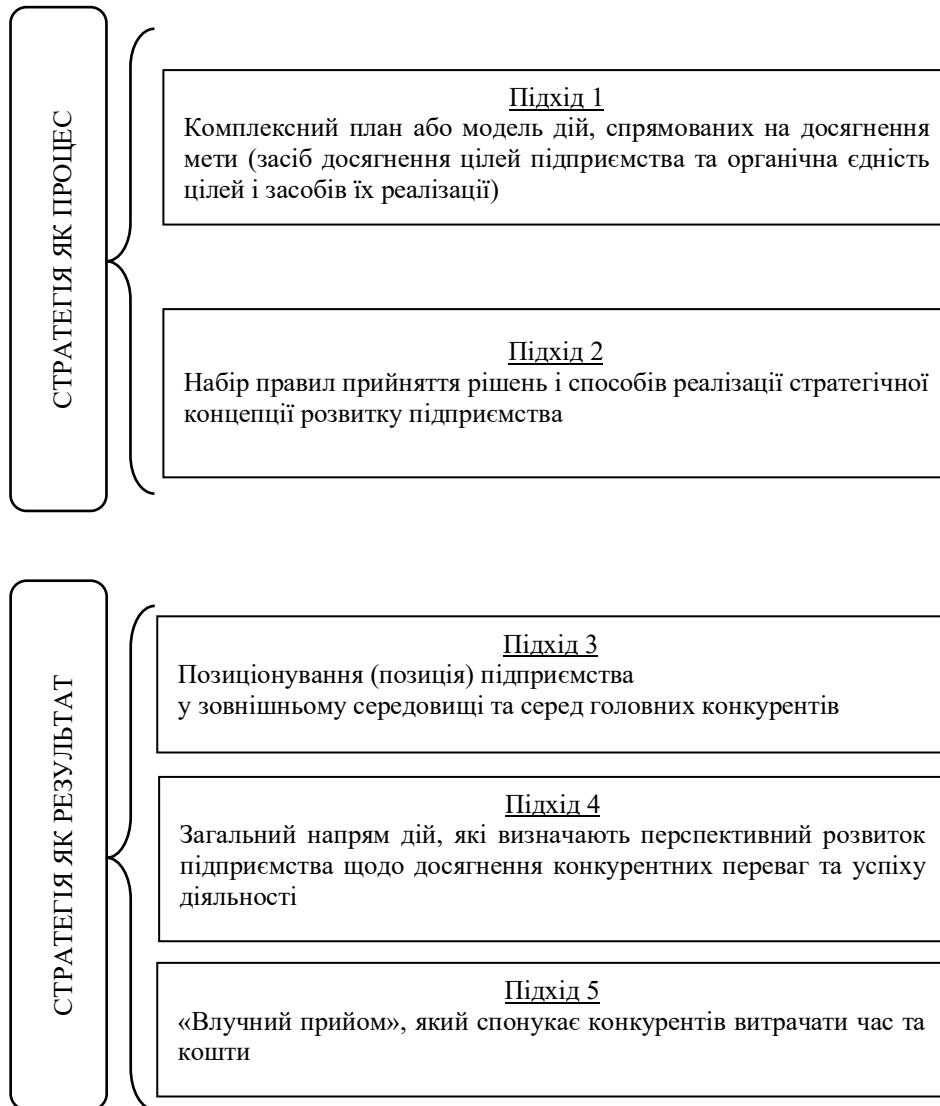 СТРАТЕГІЯ ЯК ПРОЦЕС
Підхід 1
Комплексний план або модель дій, спрямованих на досягнення
мети (засіб досягнення цілей підприємства та органічна єдність
цілей і засобів їх реалізації)
Підхід 2
Набір правил прийняття рішень і способів реалізації стратегічної
концепції розвитку підприємства
СТРАТЕГІЯ ЯК РЕЗУЛЬТАТ
Підхід 3
Позиціонування (позиція) підприємства
у зовнішньому середовищі та серед головних конкурентів
Підхід 4
Загальний напрям дій, які визначають перспективний розвиток
підприємства щодо досягнення конкурентних переваг та успіху
діяльності
Підхід 5
«Влучний прийом», який спонукає конкурентів витрачати час та
кошти